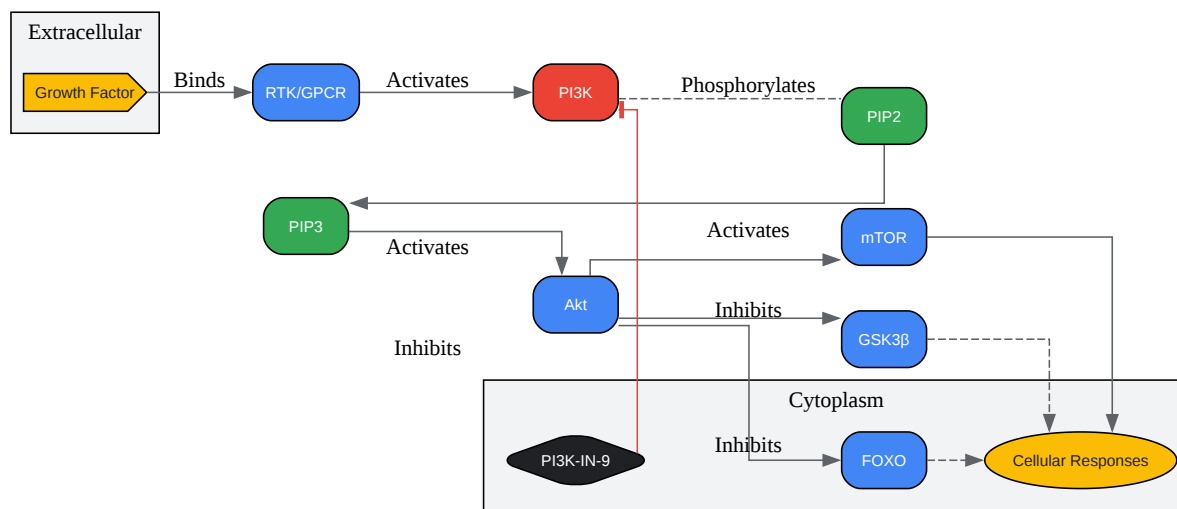 Extracellular
Growth Factor
Binds
RTK/GPCR
Activates
PI3K
Phosphorylates
PIP2
PIP3
Activates
Akt
Activates
mTOR
Inhibits
GSK3β
Inhibits
Cytoplasm
PI3K-IN-9
Inhibits
FOXO
Cellular Responses